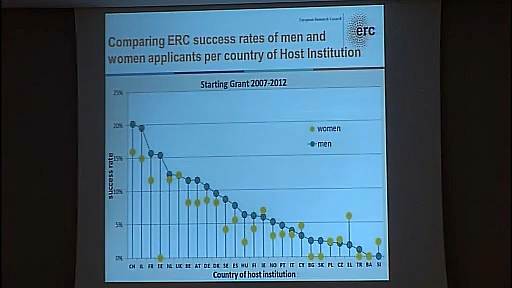 European Research Council
erc
Comparing ERC success rates of men and
women applicants per country of Host Institution
Starting Grant 2007-2012
25%
20%
15%
10%
5%
0%
success rate
women
men
CH IL FR EE NL UK BE AT DE DK SE ES HU FI IE NO PT IT CY BG SK PL CZ EL TR BA SI
Country of host institution